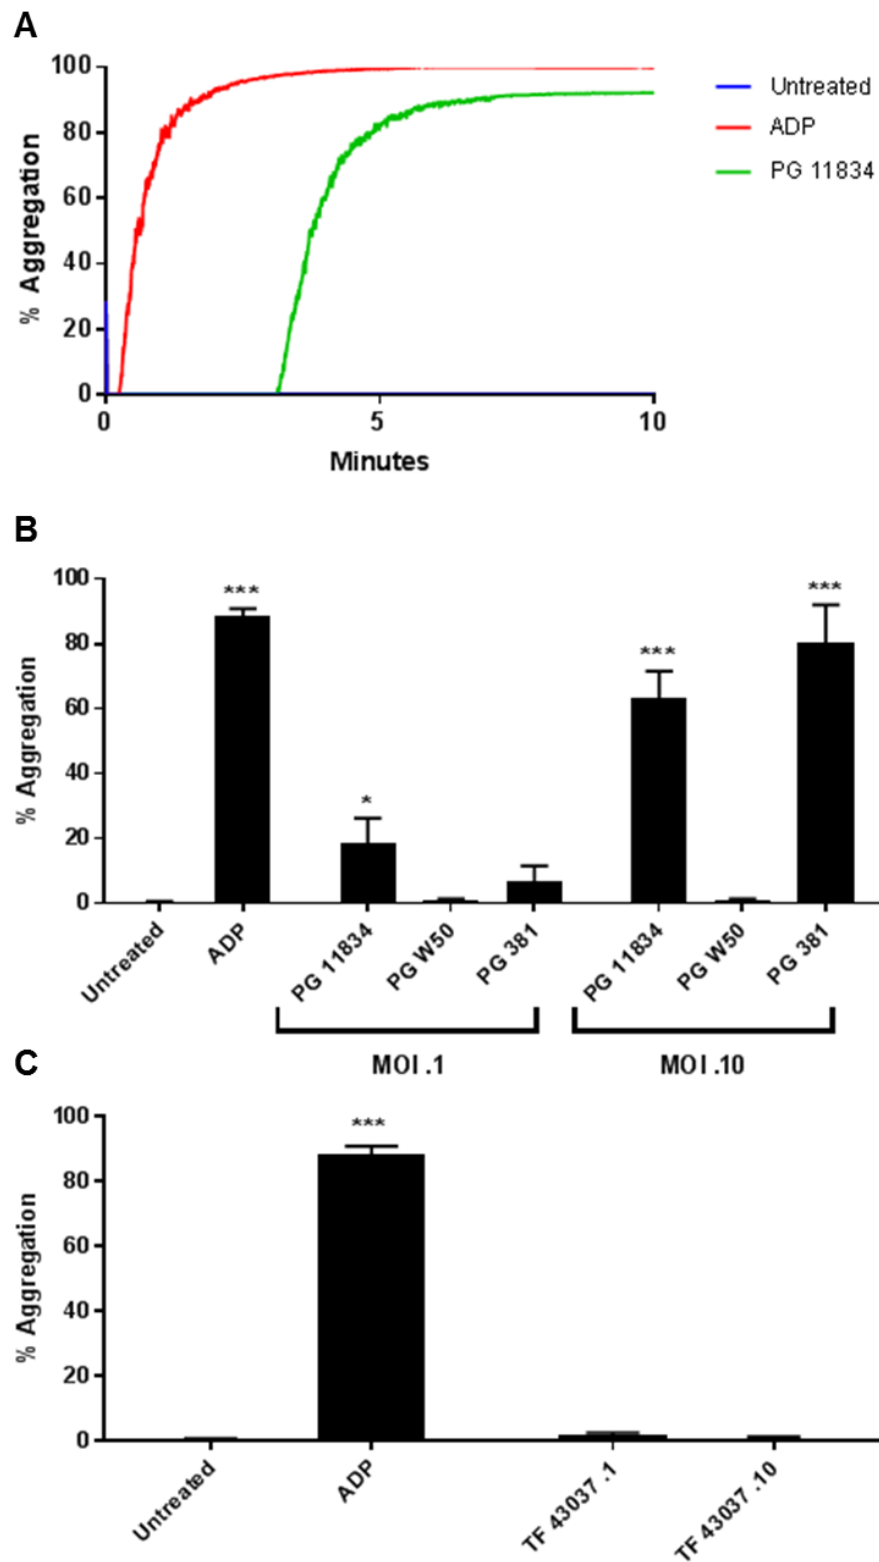 A
100
80
60
40
20
0
% Aggregation
0 5 10
Minutes
Untreated
ADP
PG 11834
B
100
80
60
40
20
0
% Aggregation
***
*
***
***
Untreated
ADP
PG 11834
PG W50
PG 381
PG 11834
PG W50
PG 381
MOI .1
MOI .10
C
100
80
60
40
20
0
% Aggregation
***
Untreated
ADP
TF 43037 .1
TF 43037 .10